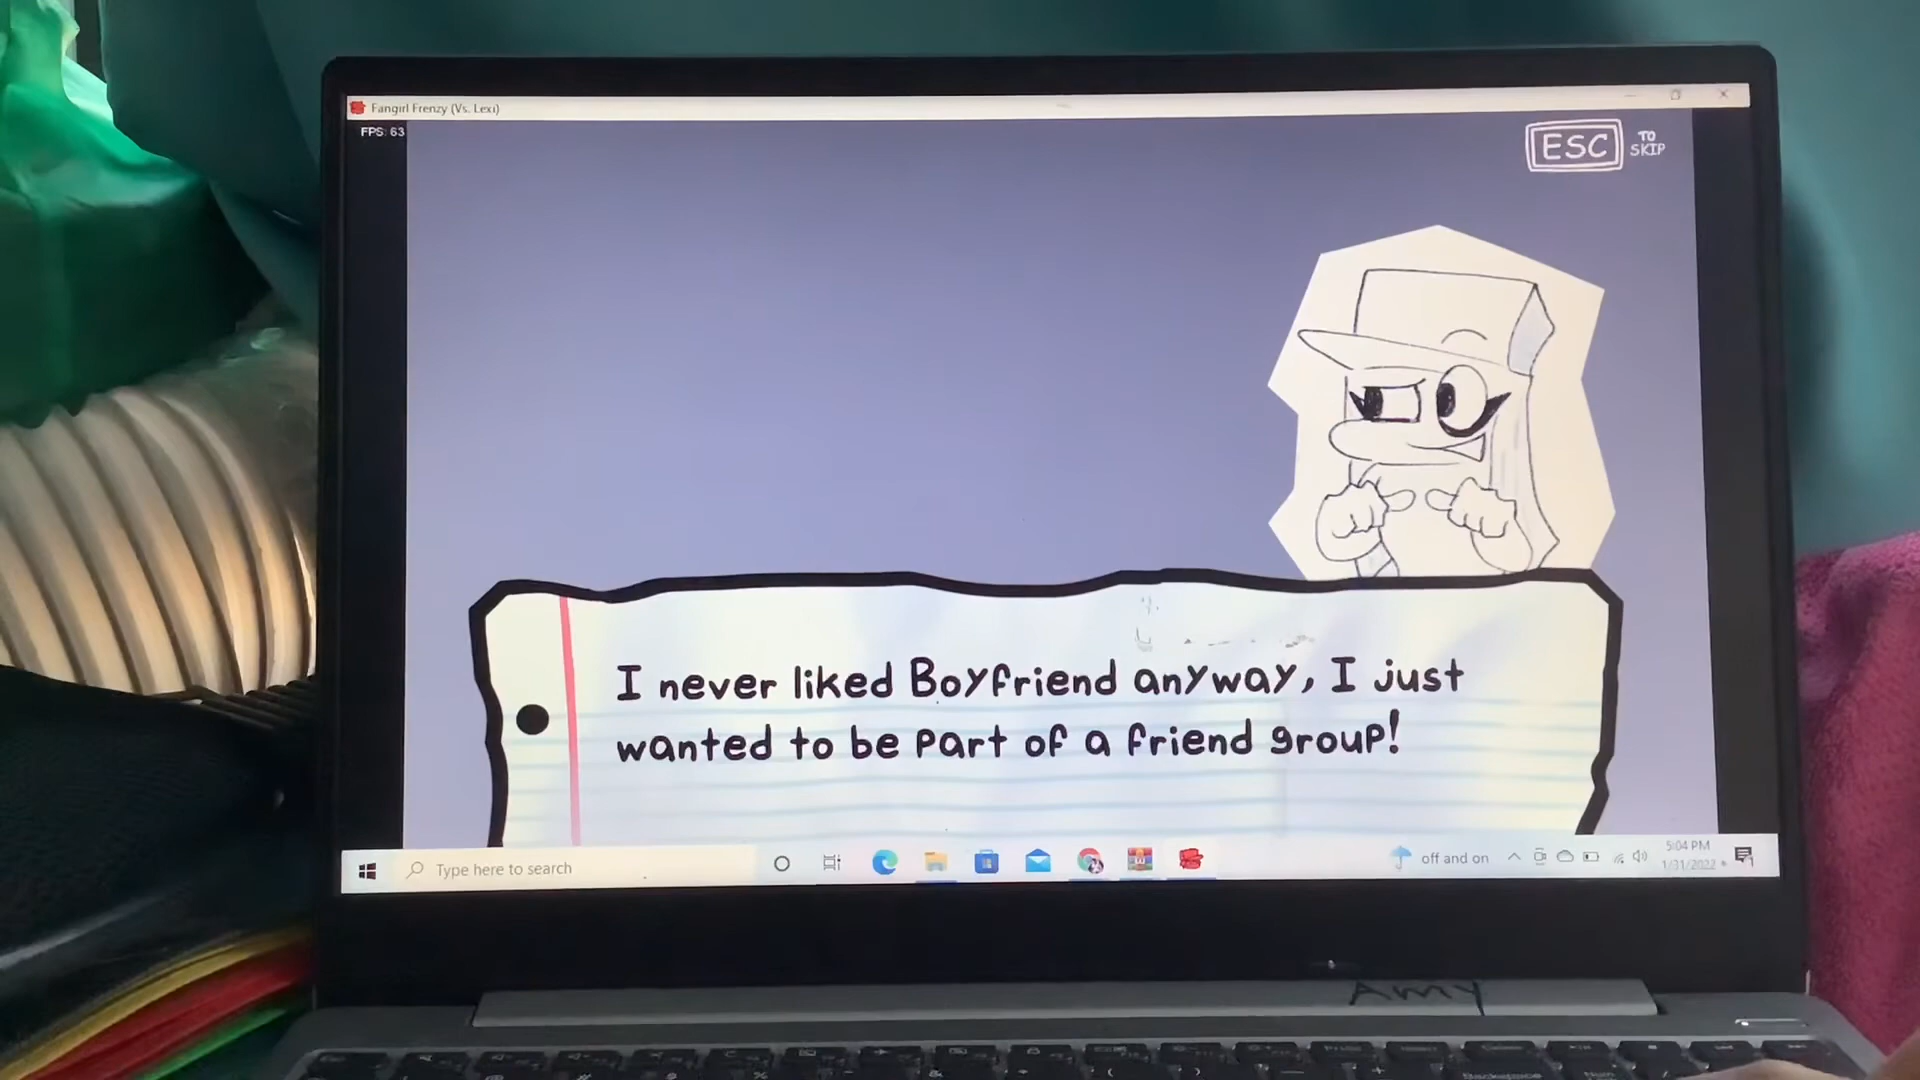 Fangirl Frenzy (Vs. Lexi)
FPS: 63
ESC TO SKIP
I never liked Boyfriend anyway, I just
wanted to be part of a friend group!
Type here to search
off and on
5:04 PM
1/31/2022
Amy
Backspace